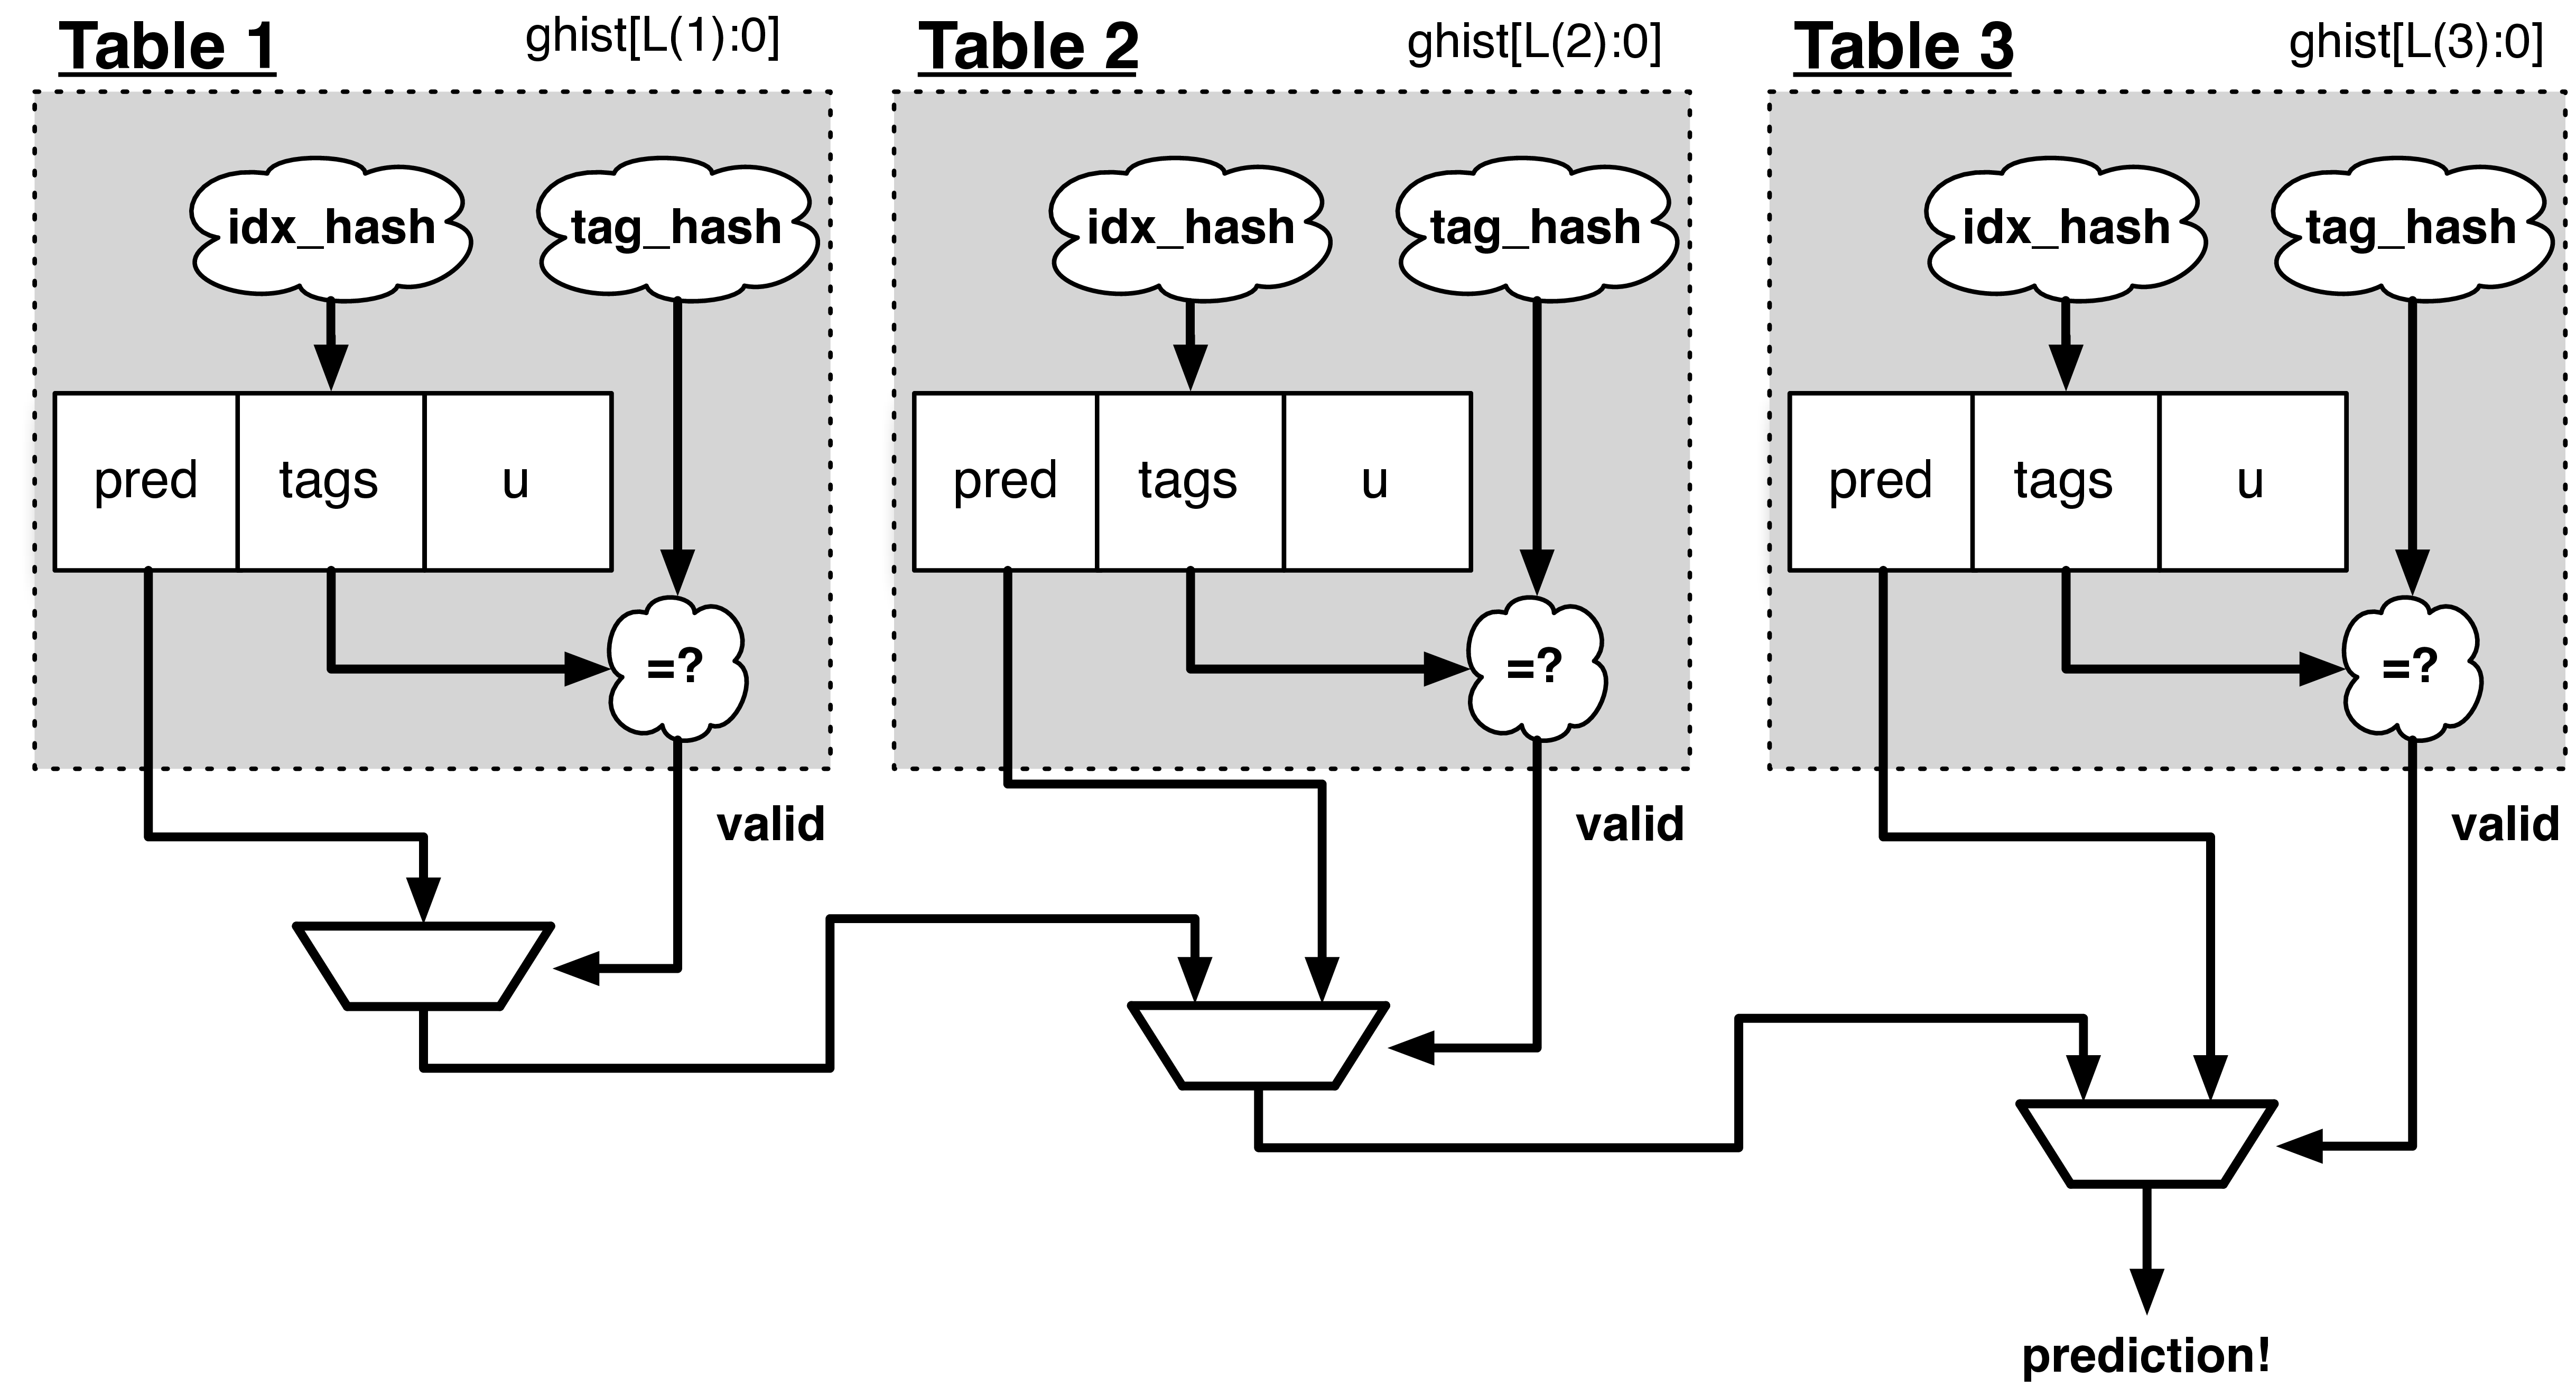 Table 1
ghist[L(1):0]
Table 2
ghist[L(2):0]
Table 3
ghist[L(3):0]
idx_hash
tag_hash
idx_hash
tag_hash
idx_hash
tag_hash
pred
tags
u
pred
tags
u
pred
tags
u
=?
=?
=?
valid
valid
valid
prediction!